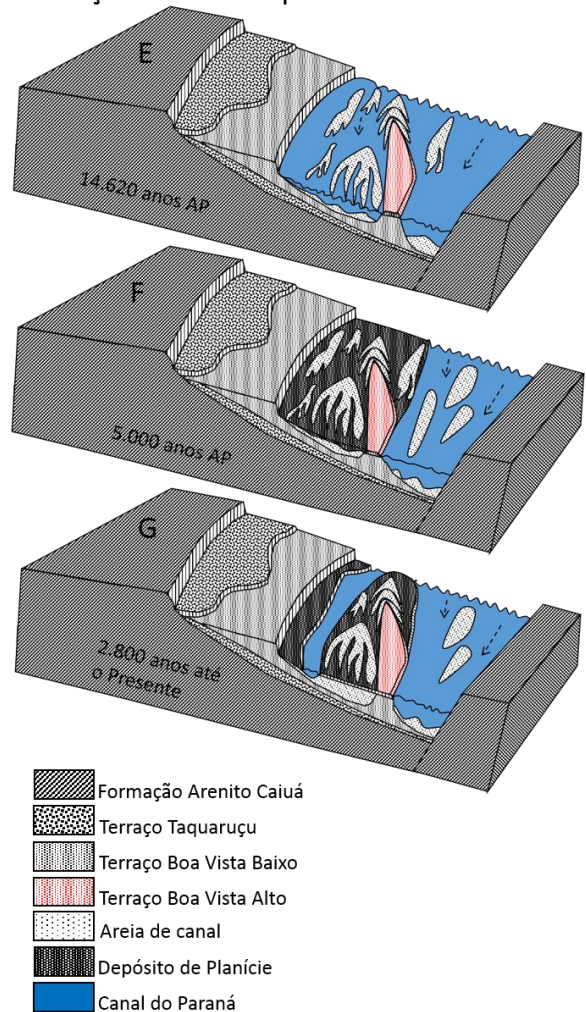 E
14.620 anos AP
F
5.000 anos AP
G
2.800 anos até
o Presente
Formação Arenito Caiuá
Terraço Taquaruçu
Terraço Boa Vista Baixo
Terraço Boa Vista Alto
Areia de canal
Depósito de Planície
Canal do Paraná